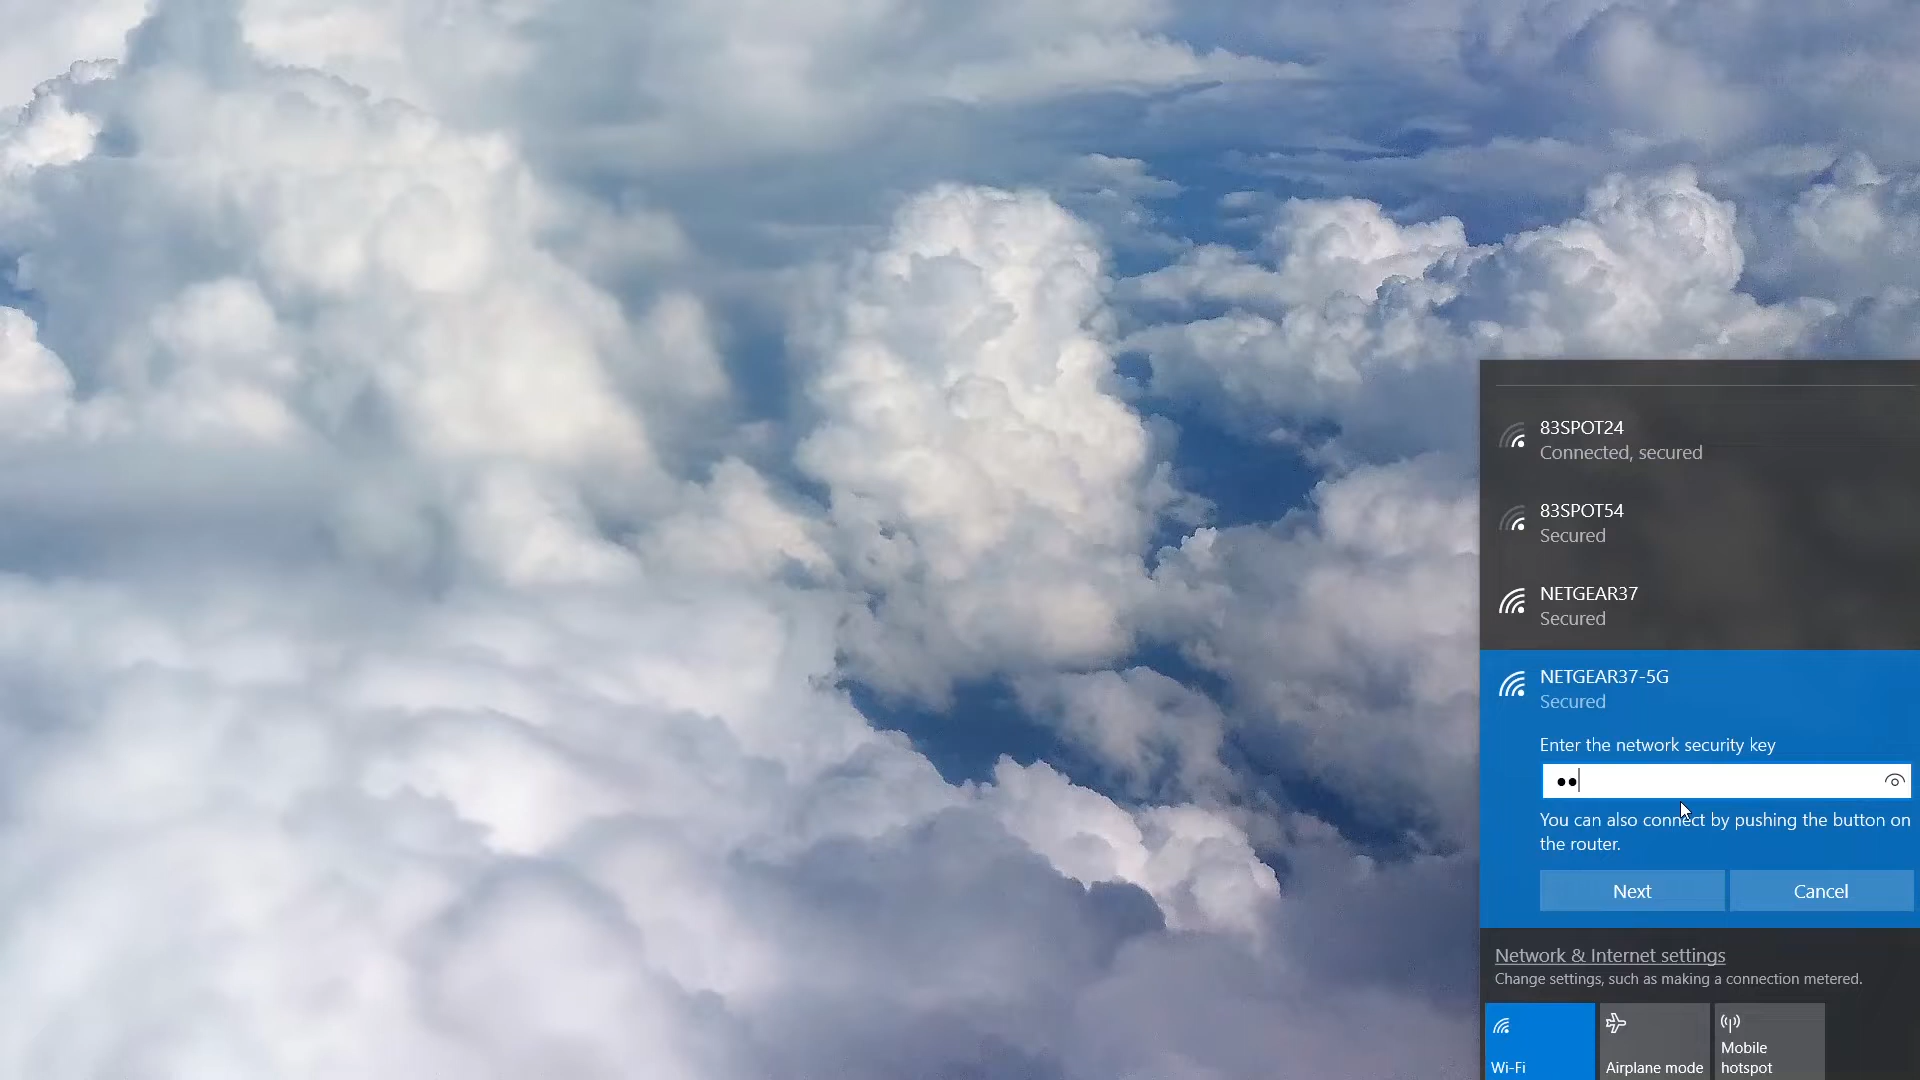 83SPOT24
Connected, secured
83SPOT54
Secured
NETGEAR37
Secured
NETGEAR37-5G
Secured
Enter the network security key
●●
You can also connect by pushing the button on
the router.
Next
Cancel
Network & Internet settings
Change settings, such as making a connection metered.
Wi-Fi
Airplane mode
Mobile
hotspot